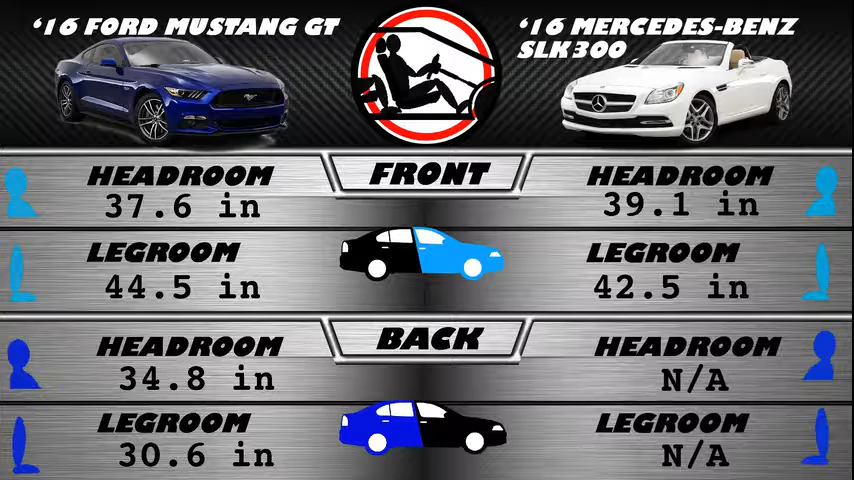 ‘16 FORD MUSTANG GT
‘16 MERCEDES-BENZ
SLK300
FRONT
HEADROOM
37.6 in
HEADROOM
39.1 in
LEGROOM
44.5 in
LEGROOM
42.5 in
BACK
HEADROOM
34.8 in
HEADROOM
N/A
LEGROOM
30.6 in
LEGROOM
N/A